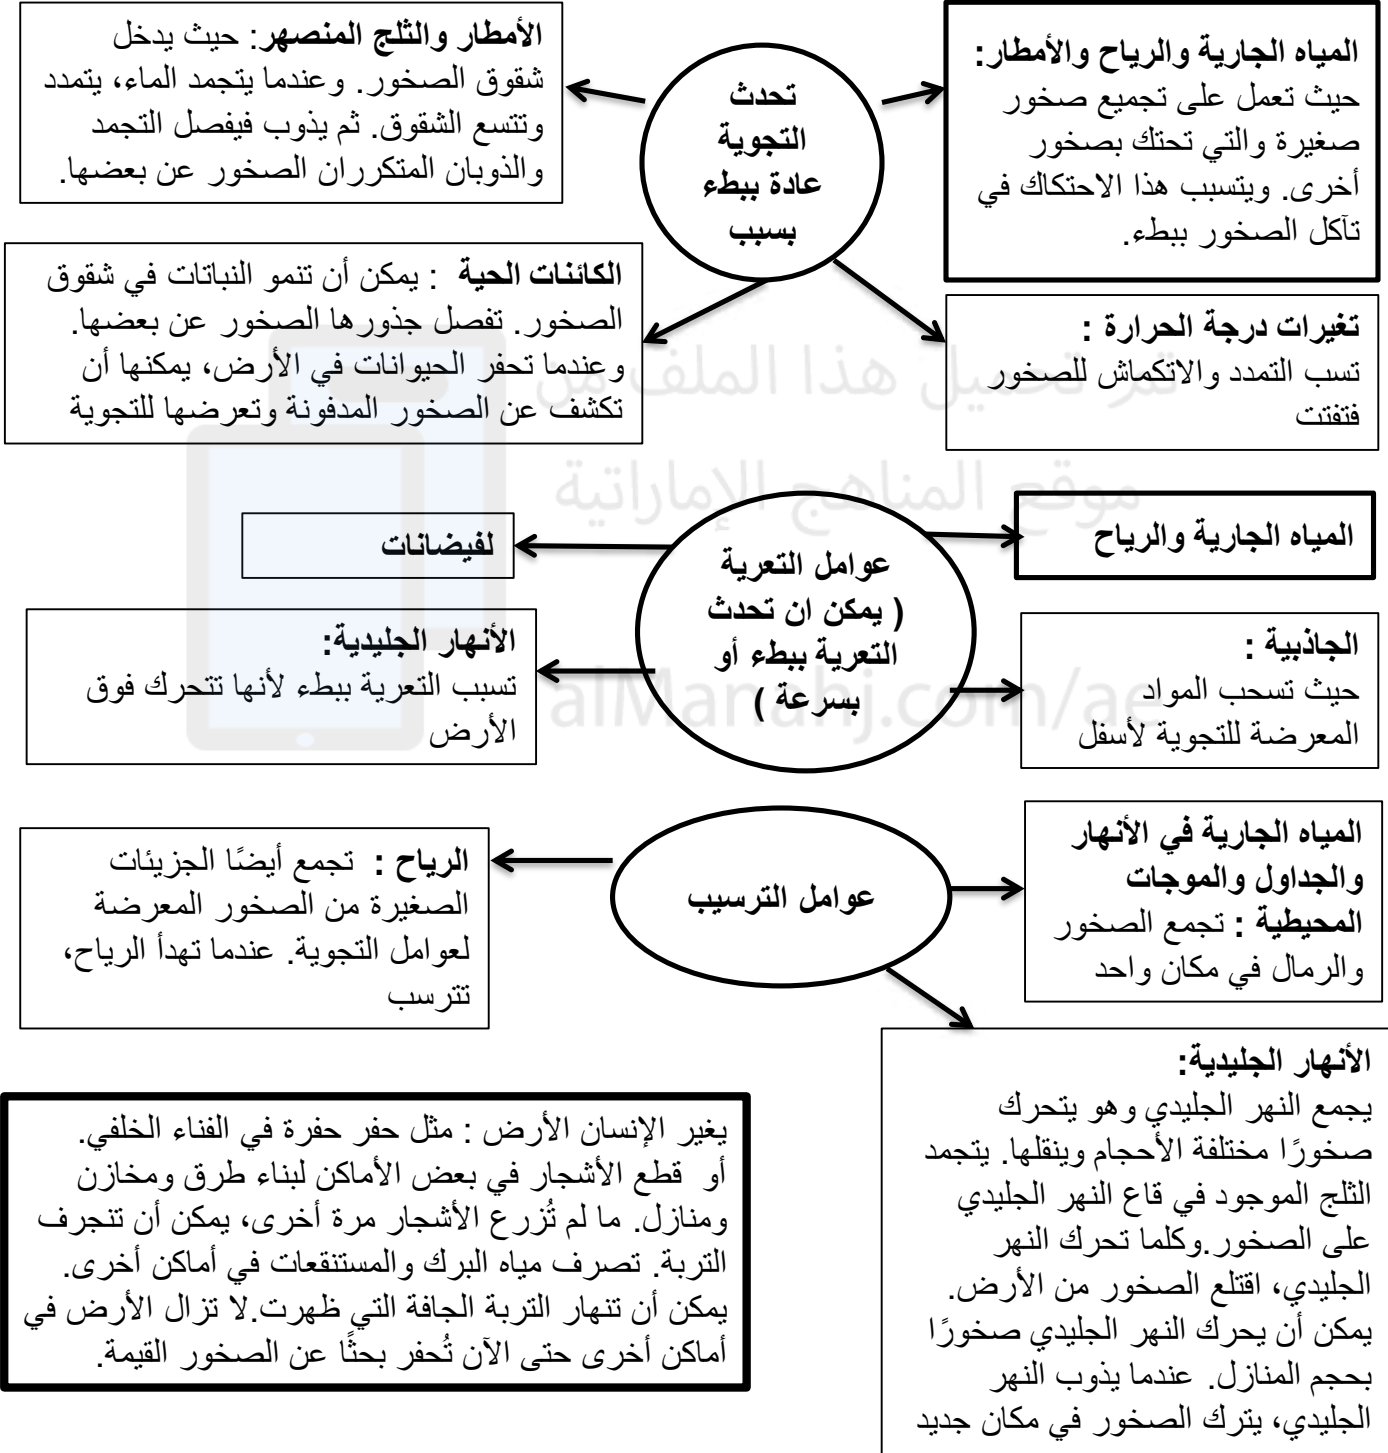 المياه الجارية والرياح والأمطار:
حيث تعمل على تجميع صخور
صغيرة والتي تحتك بصخور
أخرى. ويتسبب هذا الاحتكاك في
تآكل الصخور ببطء.
تحدث
التجوية
عادة ببطء
بسبب
الأمطار والثلج المنصهر: حيث يدخل
شقوق الصخور. وعندما يتجمد الماء، يتمدد
وتتسع الشقوق. ثم يذوب فيفصل التجمد
والذوبان المتكرران الصخور عن بعضها.
تغيرات درجة الحرارة :
تسب التمدد والاتكماش للصخور
فتفتت
الكائنات الحية : يمكن أن تنمو النباتات في شقوق
الصخور. تفصل جذورها الصخور عن بعضها.
وعندما تحفر الحيوانات في الأرض، يمكنها أن
تكشف عن الصخور المدفونة وتعرضها للتجوية
تم تحميل هذا الملف من
موقع المناهج الإماراتية
المياه الجارية والرياح
عوامل التعرية
( يمكن ان تحدث
التعرية ببطء أو
بسرعة )
لفيضانات
الجاذبية :
حيث تسحب المواد
المعرضة للتجوية لأسفل
الأنهار الجليدية:
تسبب التعرية ببطء لأنها تتحرك فوق
الأرض
alManahj.com/ae
المياه الجارية في الأنهار
والجداول والموجات
المحيطية : تجمع الصخور
والرمال في مكان واحد
عوامل الترسيب
الرياح : تجمع أيضًا الجزيئات
الصغيرة من الصخور المعرضة
لعوامل التجوية. عندما تهدأ الرياح،
تترسب
الأنهار الجليدية:
يجمع النهر الجليدي وهو يتحرك
صخورًا مختلفة الأحجام وينقلها. يتجمد
الثلج الموجود في قاع النهر الجليدي
على الصخور.وكلما تحرك النهر
الجليدي، اقتلع الصخور من الأرض.
يمكن أن يحرك النهر الجليدي صخورًا
بحجم المنازل. عندما يذوب النهر
الجليدي، يترك الصخور في مكان جديد
يغير الإنسان الأرض : مثل حفر حفرة في الفناء الخلفي.
أو قطع الأشجار في بعض الأماكن لبناء طرق ومخازن
ومنازل. ما لم تُزرع الأشجار مرة أخرى، يمكن أن تنجرف
التربة. تصرف مياه البرك والمستنقعات في أماكن أخرى.
يمكن أن تنهار التربة الجافة التي ظهرت.لا تزال الأرض في
أماكن أخرى حتى الآن تُحفر بحثًا عن الصخور القيمة.